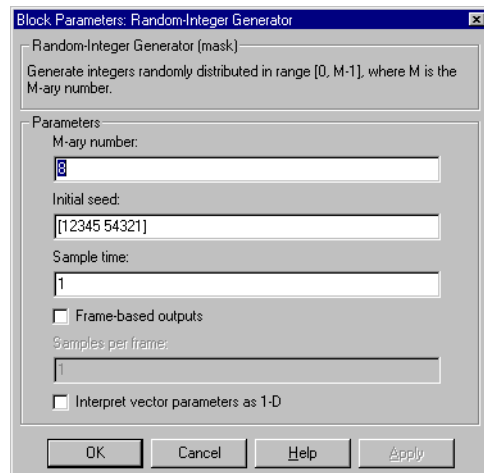 Block Parameters: Random-Integer Generator
Random-Integer Generator (mask)
Generate integers randomly distributed in range [0, M-1], where M is the
M-ary number.
Parameters
M-ary number:
8
Initial seed:
[12345 54321]
Sample time:
1
Frame-based outputs
Samples per frame:
1
Interpret vector parameters as 1-D
OK Cancel Help Apply